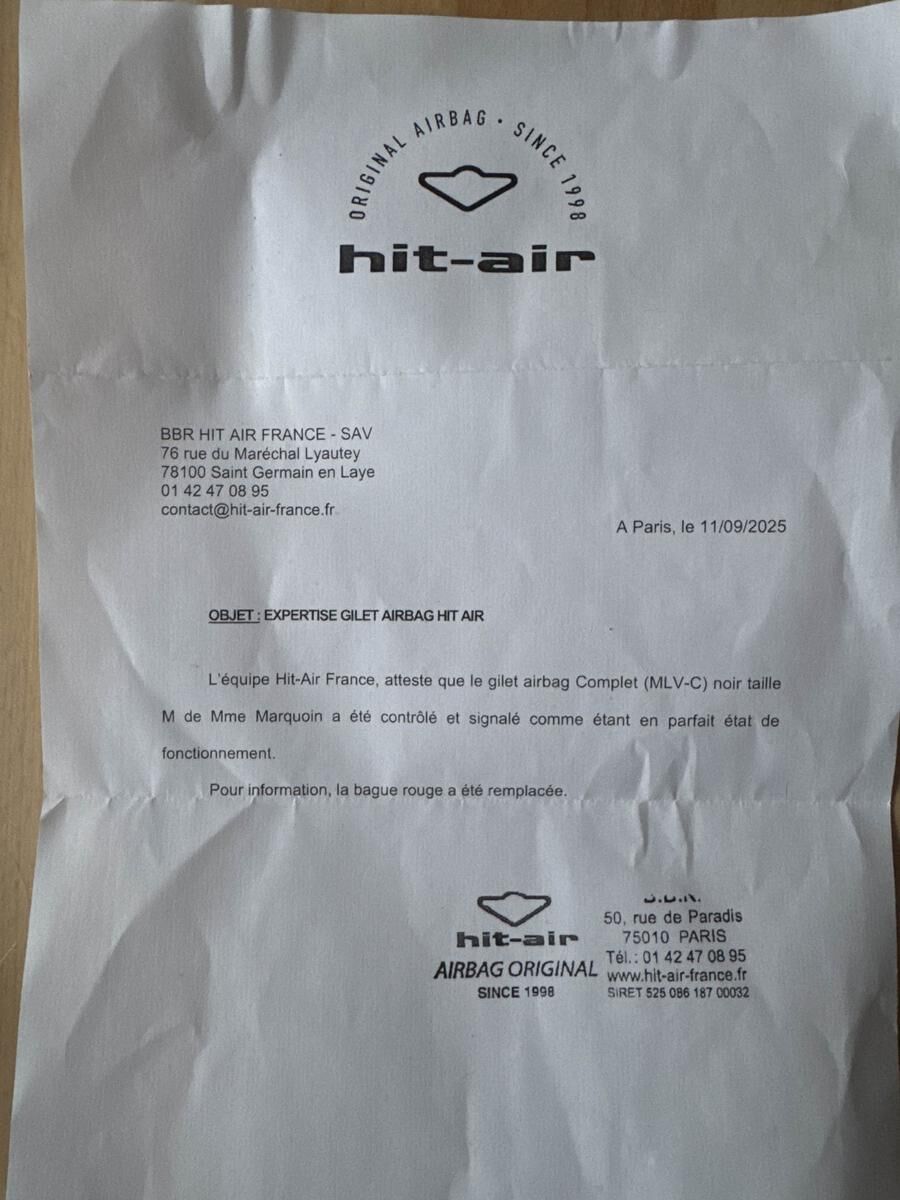 ORIGINAL AIRBAG • SINCE 1998
hit-air
BBR HIT AIR FRANCE - SAV
76 rue du Maréchal Lyautey
78100 Saint Germain en Laye
01 42 47 08 95
contact@hit-air-france.fr
A Paris, le 11/09/2025
OBJET : EXPERTISE GILET AIRBAG HIT AIR
L'équipe Hit-Air France, atteste que le gilet airbag Complet (MLV-C) noir taille
M de Mme Marquoin a été contrôlé et signalé comme étant en parfait état de
fonctionnement.
Pour information, la bague rouge a été remplacée.
hit-air
AIRBAG ORIGINAL
SINCE 1998
50, rue de Paradis
75010 PARIS
Tél.: 01 42 47 08 95
www.hit-air-france.fr
SIRET 525 086 187 00032